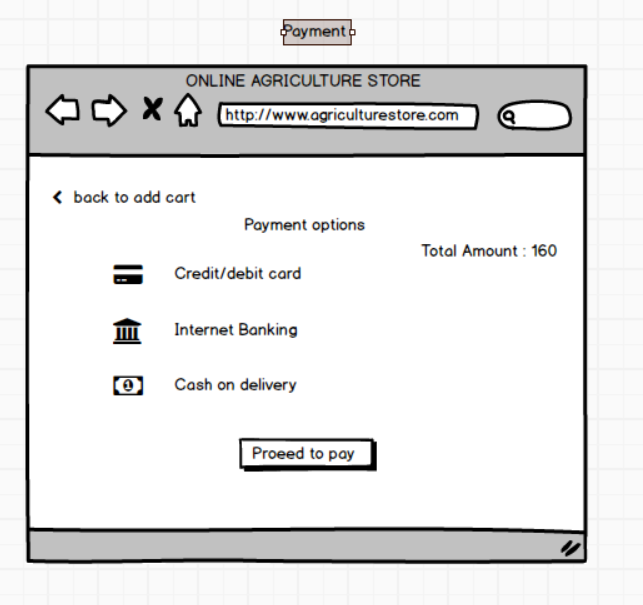 Payment
ONLINE AGRICULTURE STORE
http://www.agriculturestore.com
back to add cart
Payment options
Total Amount : 160
Credit/debit card
Internet Banking
Cash on delivery
Proeed to pay